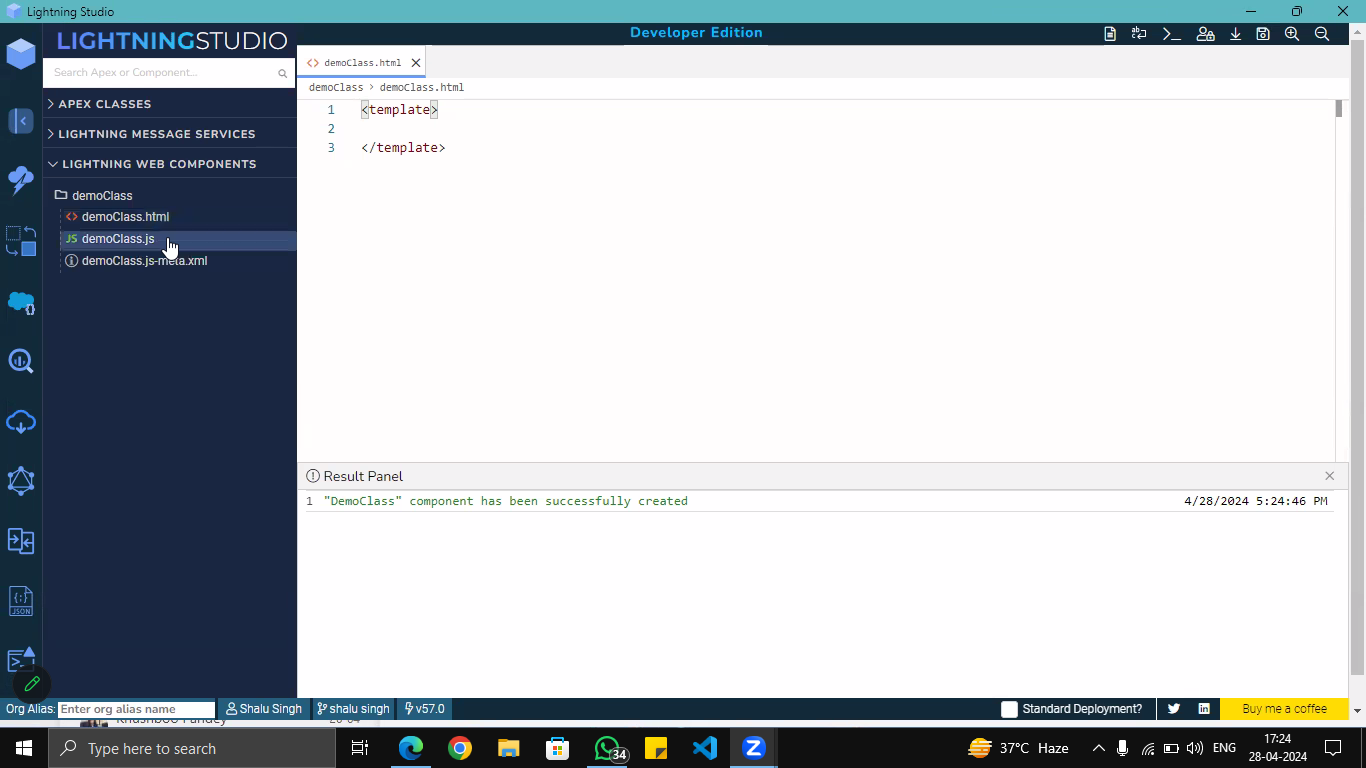 Lightning Studio
LIGHTNINGSTUDIO
Developer Edition
Search Apex or Component...
demoClass.html
demoClass > demoClass.html
APEX CLASSES
LIGHTNING MESSAGE SERVICES
LIGHTNING WEB COMPONENTS
demoClass
demoClass.html
JS demoClass.js
demoClass.js-meta.xml
JSON
1 <template>
2
3 </template>
Result Panel
1 "DemoClass" component has been successfully created 4/28/2024 5:24:46 PM
Org Alias: Enter org alias name Shalu Singh shalu singh v57.0 Standard Deployment? Buy me a coffee
Type here to search 34 37°C Haze ENG 17:24
28-04-2024